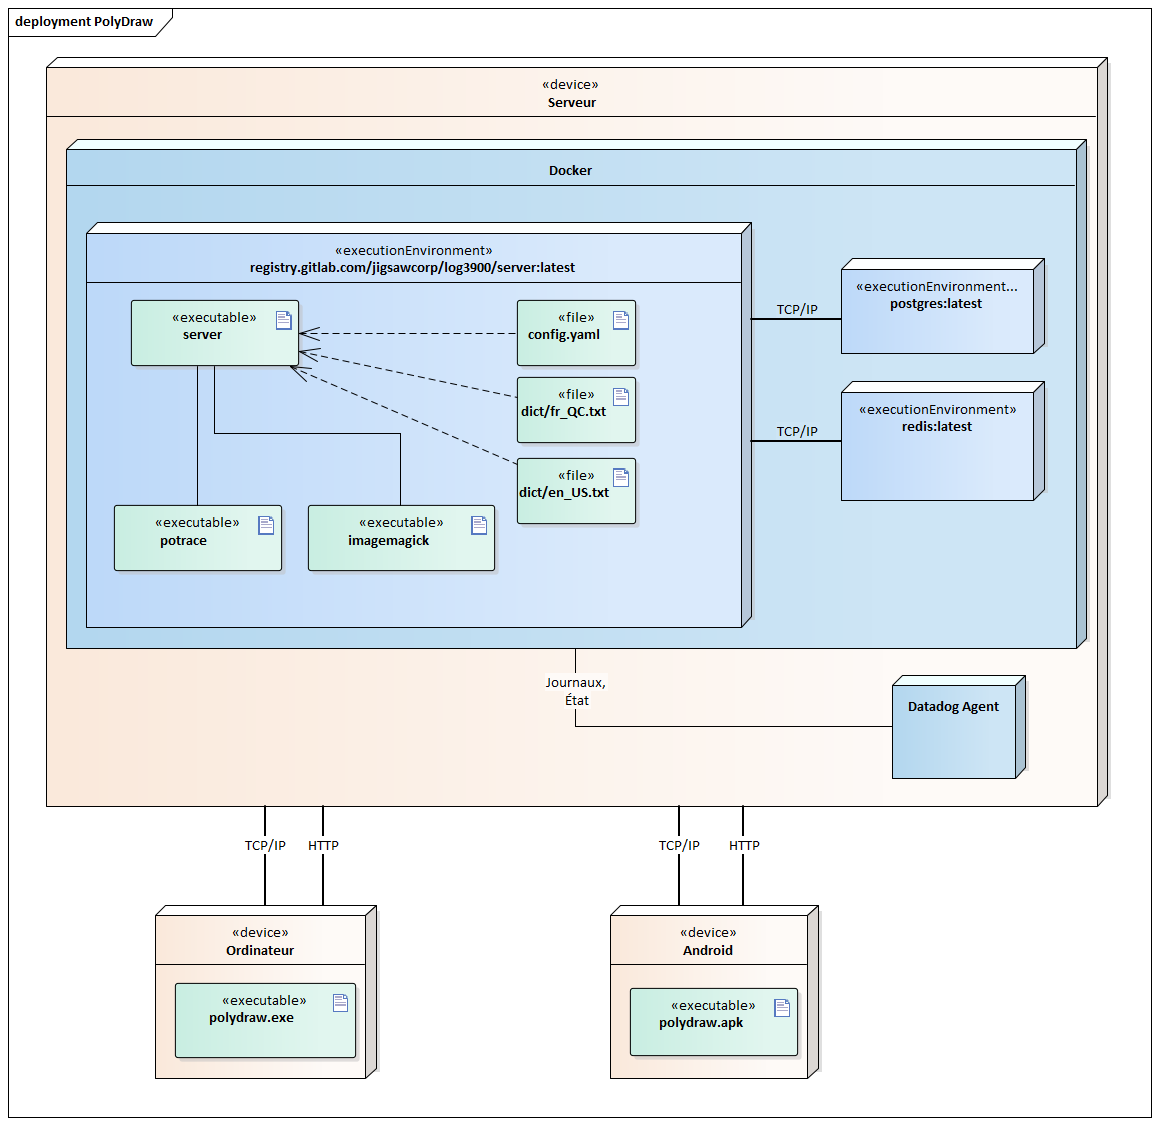 deployment PolyDraw
«device»
Serveur
Docker
«executionEnvironment»
registry.gitlab.com/jigsawcorp/log3900/server:latest
«executable»
server
«file»
config.yaml
«file»
dict/fr_QC.txt
«file»
dict/en_US.txt
«executable»
potrace
«executable»
imagemagick
TCP/IP
«executionEnvironment...
postgres:latest
TCP/IP
«executionEnvironment»
redis:latest
Journaux,
État
Datadog Agent
TCP/IP
HTTP
TCP/IP
HTTP
«device»
Ordinateur
«executable»
polydraw.exe
«device»
Android
«executable»
polydraw.apk